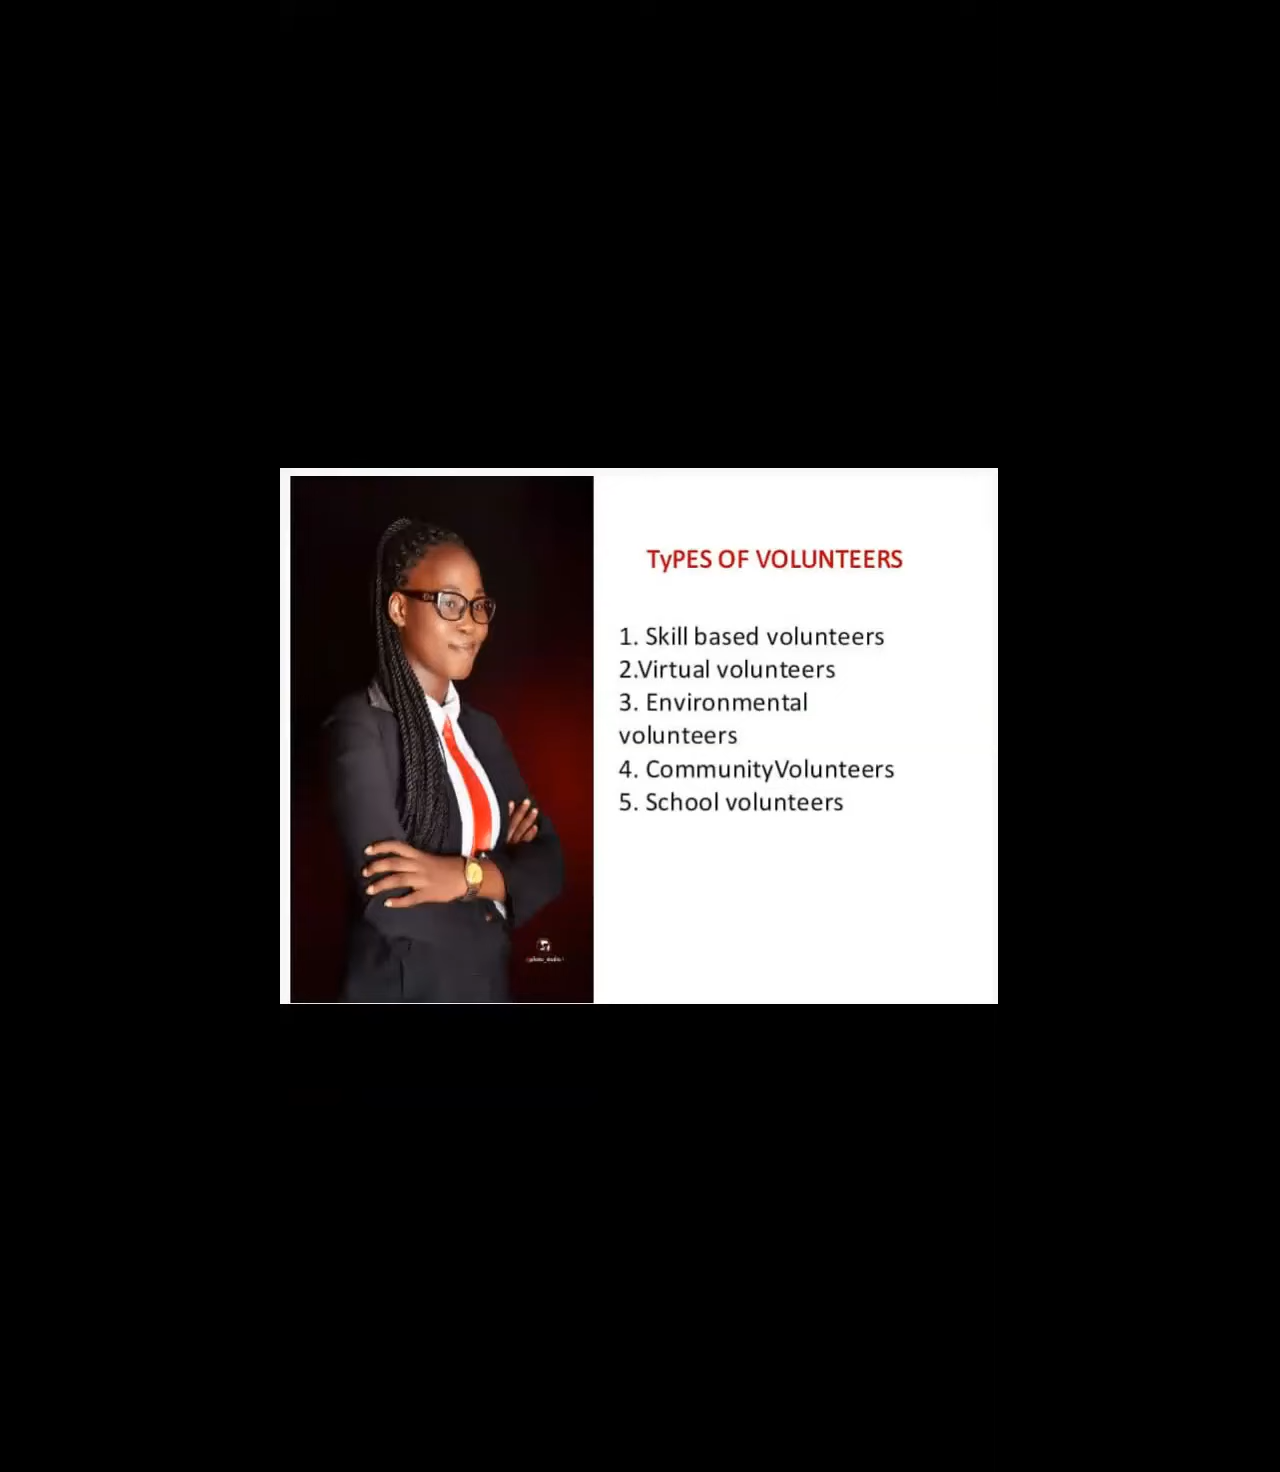 TyPES OF VOLUNTEERS
1. Skill based volunteers
2.Virtual volunteers
3. Environmental
volunteers
4. CommunityVolunteers
5. School volunteers